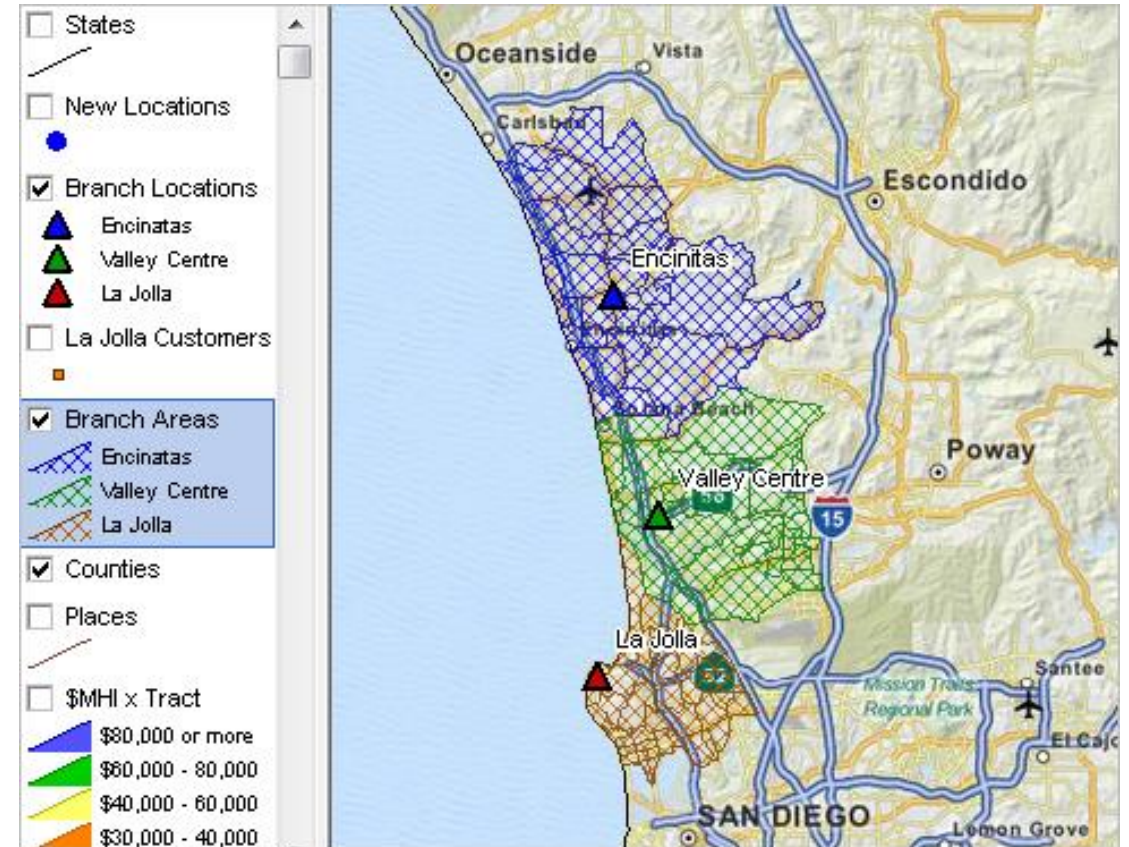 States
New Locations
Branch Locations
Encinatas
Valley Centre
La Jolla
La Jolla Customers
Branch Areas
Encinatas
Valley Centre
La Jolla
Counties
Places
$MHI x Tract
$80,000 or more
$60,000 - 80,000
$40,000 - 60,000
$30,000 - 40,000
Oceanside
Vista
Carlsbad
Escondido
Encinitas
Beach
Poway
Valley Centre
15
La Jolla
Santee
Mission Trails
Regional Park
El Cajo
SAN DIEGO
Lemon Grove